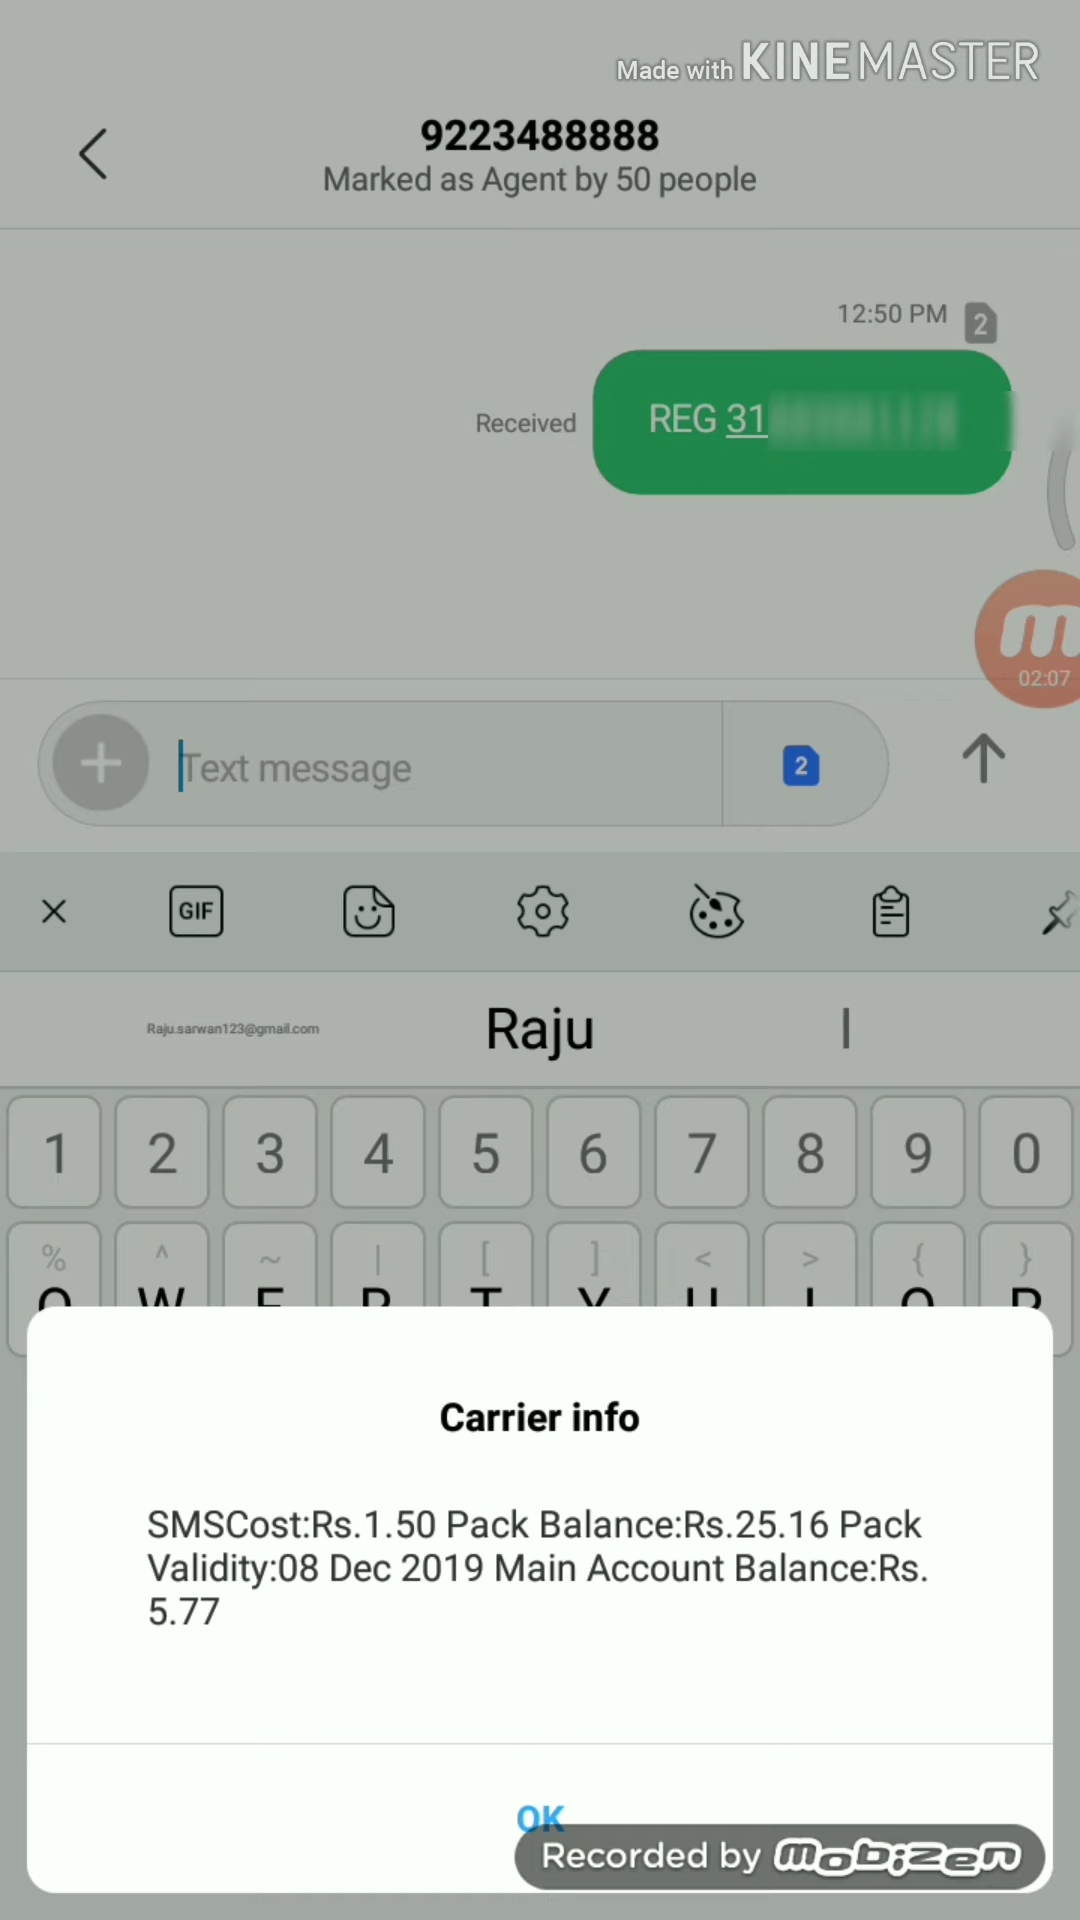 Made with KINEMASTER
9223488888
Marked as Agent by 50 people
12:50 PM 2
Received
REG 31
02:07
Text message
2
GIF
Raju.sarwan123@gmail.com Raju I
1 2 3 4 5 6 7 8 9 0
% ^ ~ | [ ] < > { }
Q W E R T Y U I O P
Carrier info
SMSCost:Rs.1.50 Pack Balance:Rs.25.16 Pack
Validity:08 Dec 2019 Main Account Balance:Rs.
5.77
OK
Recorded by mobizen